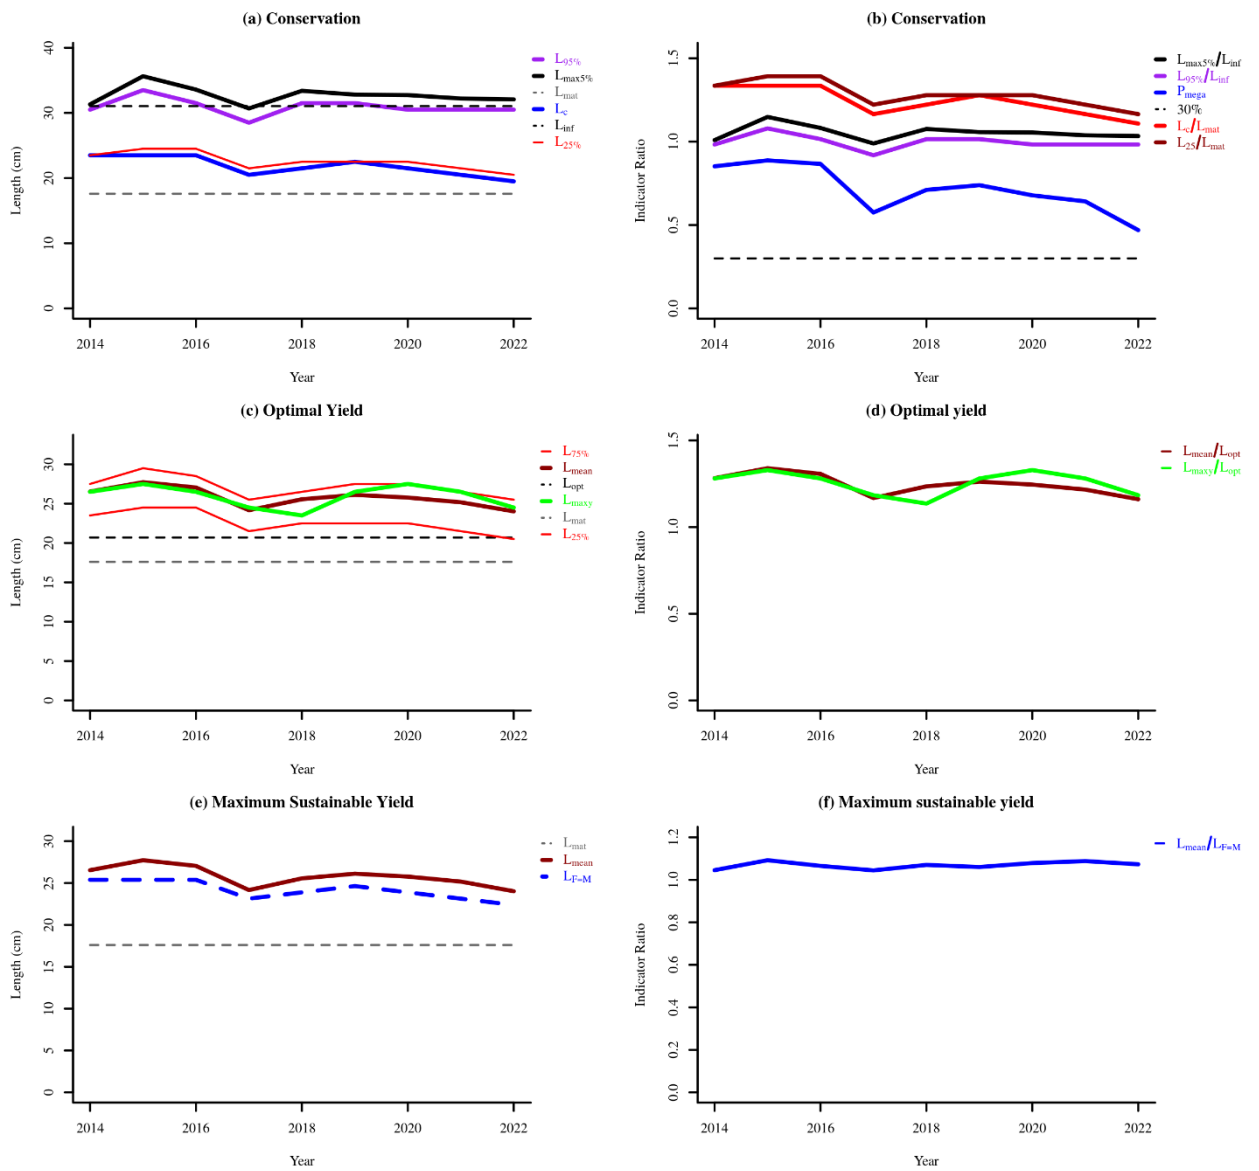 (a) Conservation
Length (cm)
40
30
20
10
0
2014 2016 2018 2020 2022
Year
L95%
Lmax5%
Lmat
Lc
Linf
L25%
(b) Conservation
Indicator Ratio
1.5
1.0
0.5
0.0
2014 2016 2018 2020 2022
Year
Lmax5%/Linf
L95%/Linf
Pmega
30%
Lc/Lmat
L25/Lmat
(c) Optimal Yield
Length (cm)
30
25
20
15
10
5
0
2014 2016 2018 2020 2022
Year
L75%
Lmean
Lopt
Lmaxy
Lmat
L25%
(d) Optimal yield
Indicator Ratio
1.5
1.0
0.5
0.0
2014 2016 2018 2020 2022
Year
Lmean/Lopt
Lmaxy/Lopt
(e) Maximum Sustainable Yield
Length (cm)
30
25
20
15
10
5
0
2014 2016 2018 2020 2022
Year
Lmat
Lmean
LF=M
(f) Maximum sustainable yield
Indicator Ratio
1.2
1.0
0.8
0.6
0.4
0.2
0.0
2014 2016 2018 2020 2022
Year
Lmean/LF=M